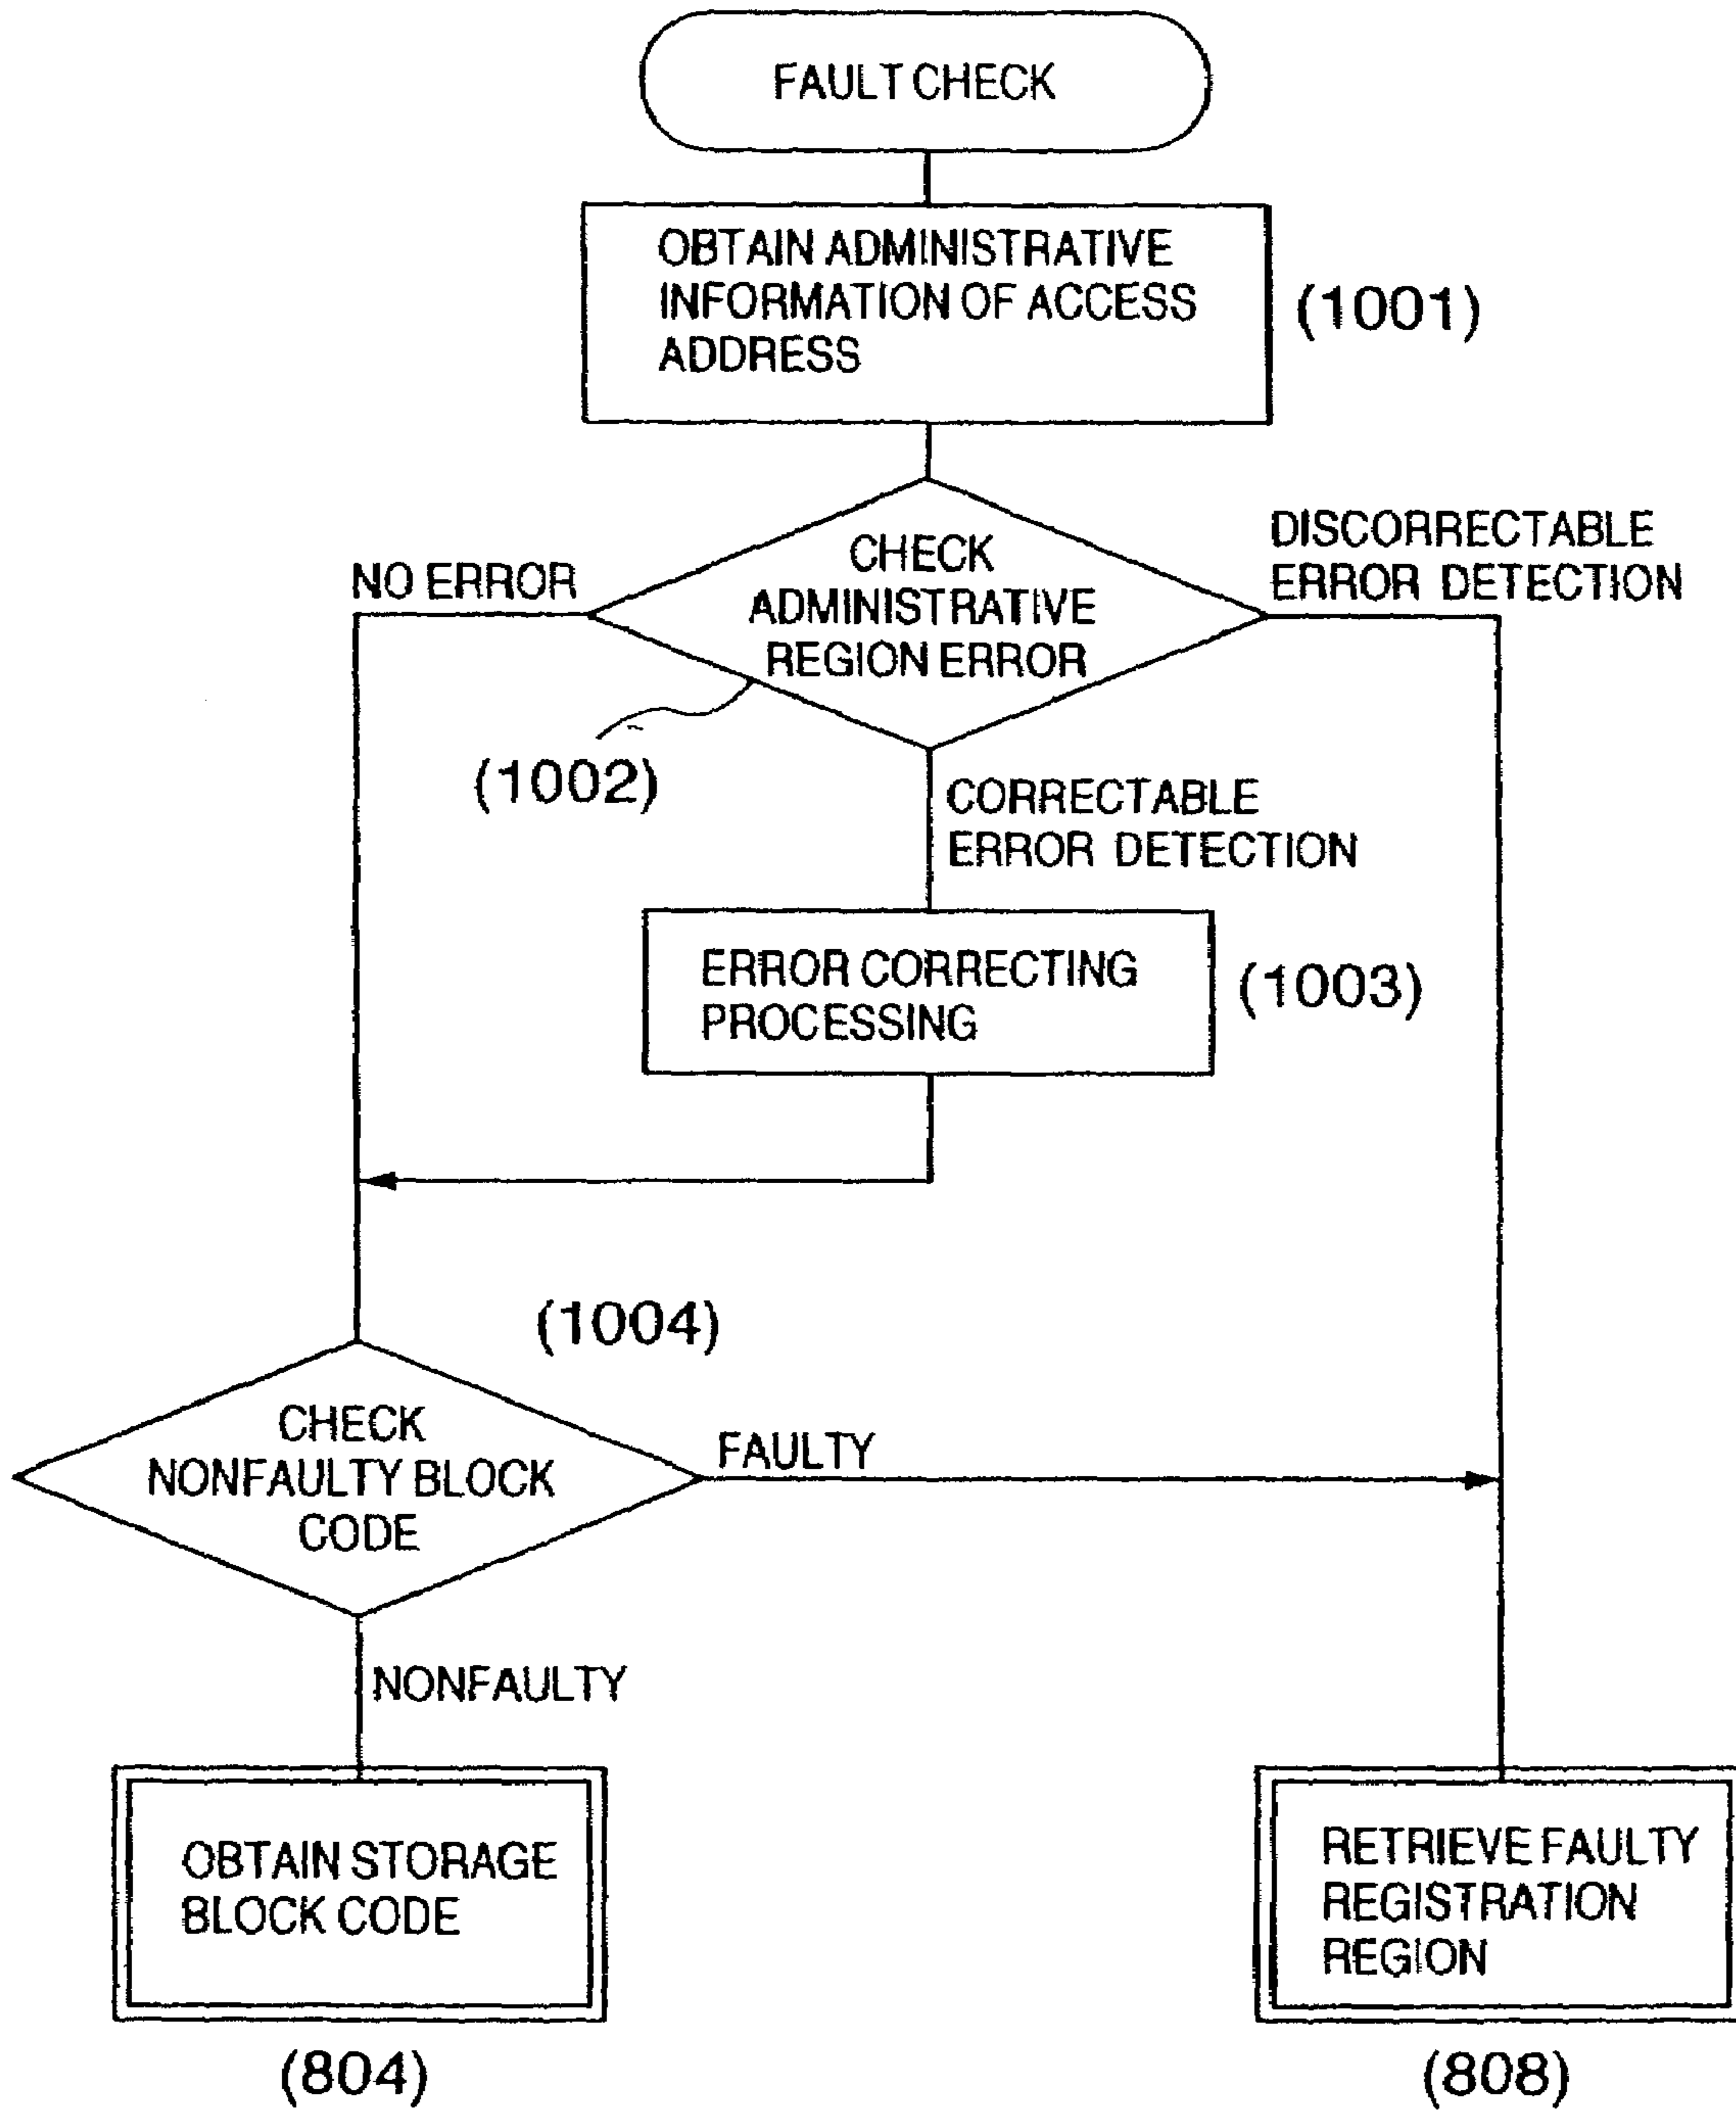 FAULT CHECK
OBTAIN ADMINISTRATIVE
INFORMATION OF ACCESS
ADDRESS
(1001)
CHECK
ADMINISTRATIVE
REGION ERROR
NO ERROR
DISCORRECTABLE
ERROR DETECTION
(1002)
CORRECTABLE
ERROR DETECTION
ERROR CORRECTING
PROCESSING
(1003)
(1004)
CHECK
NONFAULTY BLOCK
CODE
FAULTY
NONFAULTY
OBTAIN STORAGE
BLOCK CODE
(804)
RETRIEVE FAULTY
REGISTRATION
REGION
(808)